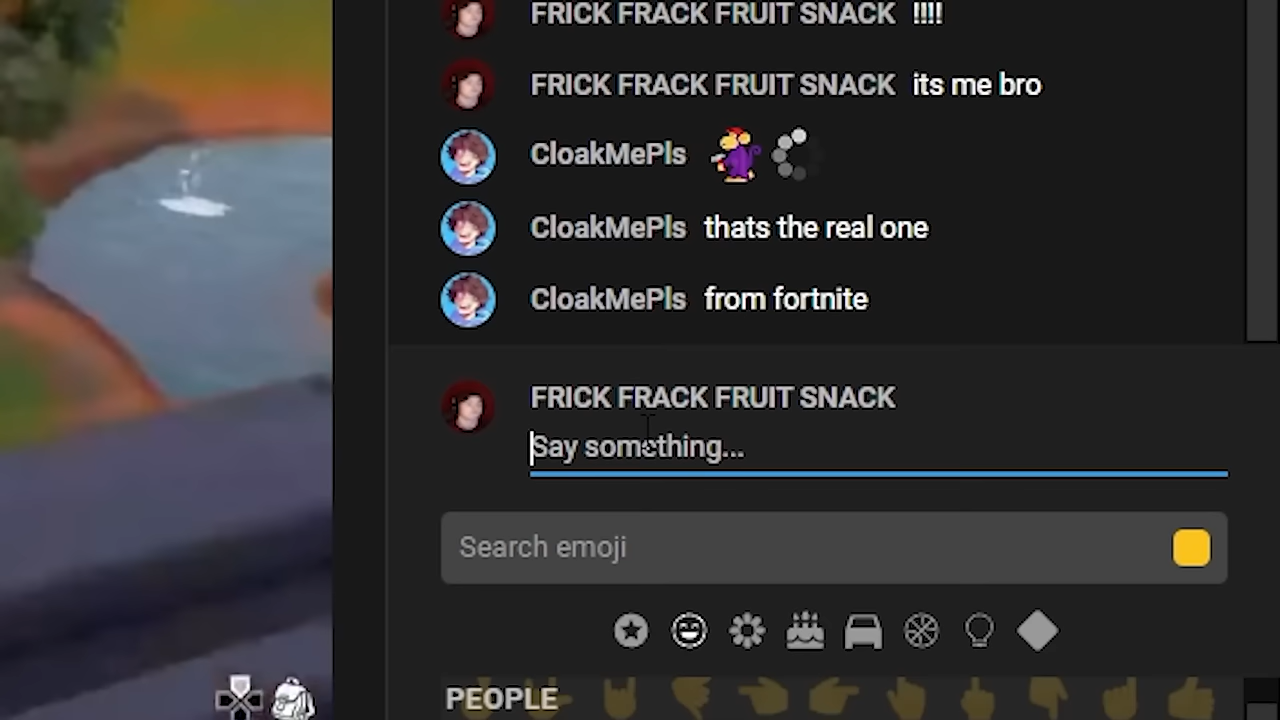 FRICK FRACK FRUIT SNACK !!!!
FRICK FRACK FRUIT SNACK its me bro
CloakMePls
CloakMePls thats the real one
CloakMePls from fortnite
FRICK FRACK FRUIT SNACK
Say something...
Search emoji
PEOPLE